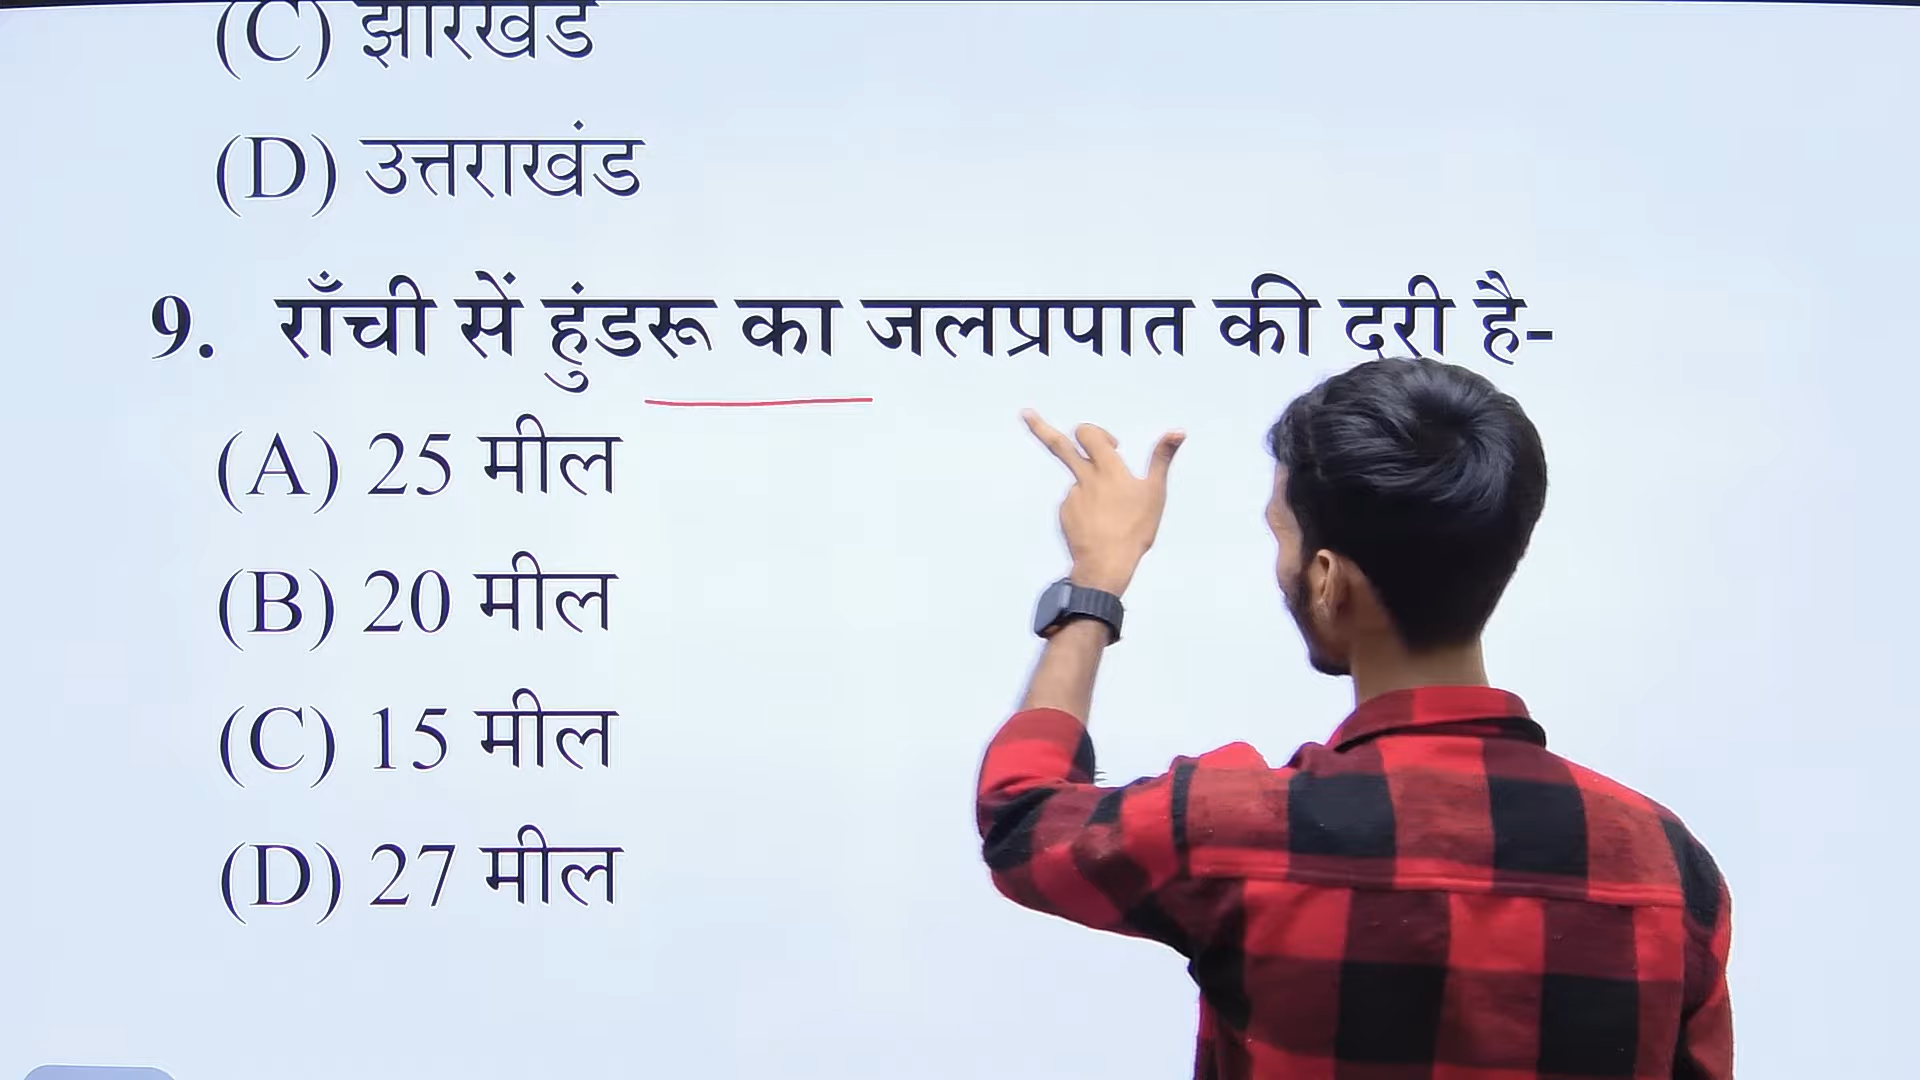 (C) झारखंड
(D) उत्तराखंड
9. राँची सें हुंडरू का जलप्रपात की दूरी है-
(A) 25 मील
(B) 20 मील
(C) 15 मील
(D) 27 मील